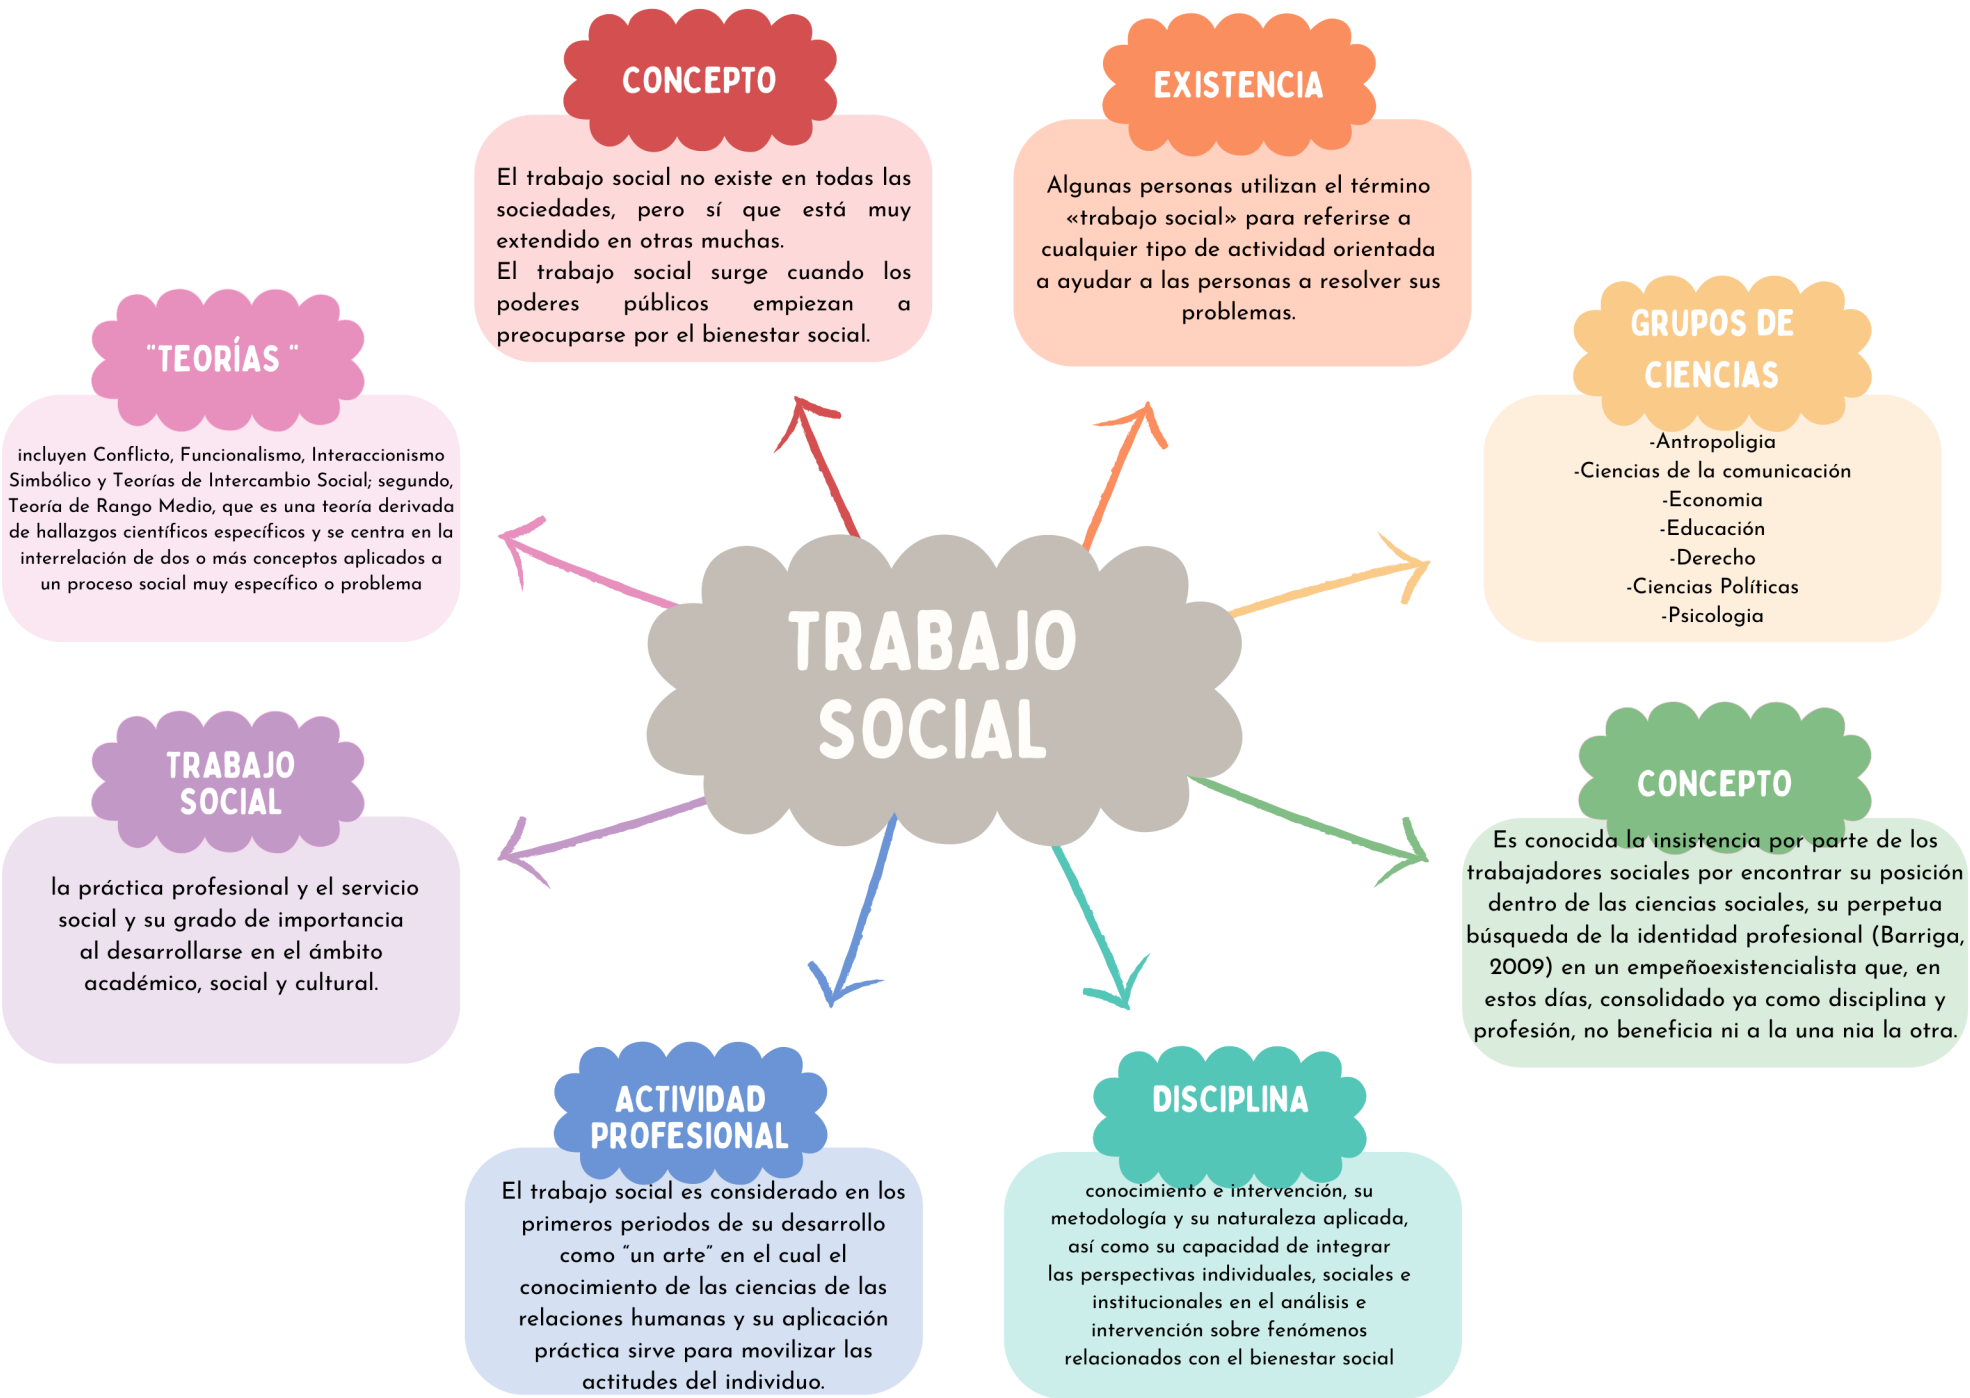 CONCEPTO
El trabajo social no existe en todas las
sociedades, pero sí que está muy
extendido en otras muchas.
El trabajo social surge cuando los
poderes públicos empiezan a
preocuparse por el bienestar social.
EXISTENCIA
Algunas personas utilizan el término
«trabajo social» para referirse a
cualquier tipo de actividad orientada
a ayudar a las personas a resolver sus
problemas.
"TEORÍAS "
incluyen Conflicto, Funcionalismo, Interaccionismo
Simbólico y Teorías de Intercambio Social; segundo,
Teoría de Rango Medio, que es una teoría derivada
de hallazgos científicos específicos y se centra en la
interrelación de dos o más conceptos aplicados a
un proceso social muy específico o problema
GRUPOS DE
CIENCIAS
-Antropoligia
-Ciencias de la comunicación
-Economia
-Educación
-Derecho
-Ciencias Políticas
-Psicologia
TRABAJO
SOCIAL
TRABAJO
SOCIAL
la práctica profesional y el servicio
social y su grado de importancia
al desarrollarse en el ámbito
académico, social y cultural.
CONCEPTO
Es conocida la insistencia por parte de los
trabajadores sociales por encontrar su posición
dentro de las ciencias sociales, su perpetua
búsqueda de la identidad profesional (Barriga,
2009) en un empeñoexistencialista que, en
estos días, consolidado ya como disciplina y
profesión, no beneficia ni a la una nia la otra.
ACTIVIDAD
PROFESIONAL
El trabajo social es considerado en los
primeros periodos de su desarrollo
como “un arte” en el cual el
conocimiento de las ciencias de las
relaciones humanas y su aplicación
práctica sirve para movilizar las
actitudes del individuo.
DISCIPLINA
conocimiento e intervención, su
metodología y su naturaleza aplicada,
así como su capacidad de integrar
las perspectivas individuales, sociales e
institucionales en el análisis e
intervención sobre fenómenos
relacionados con el bienestar social